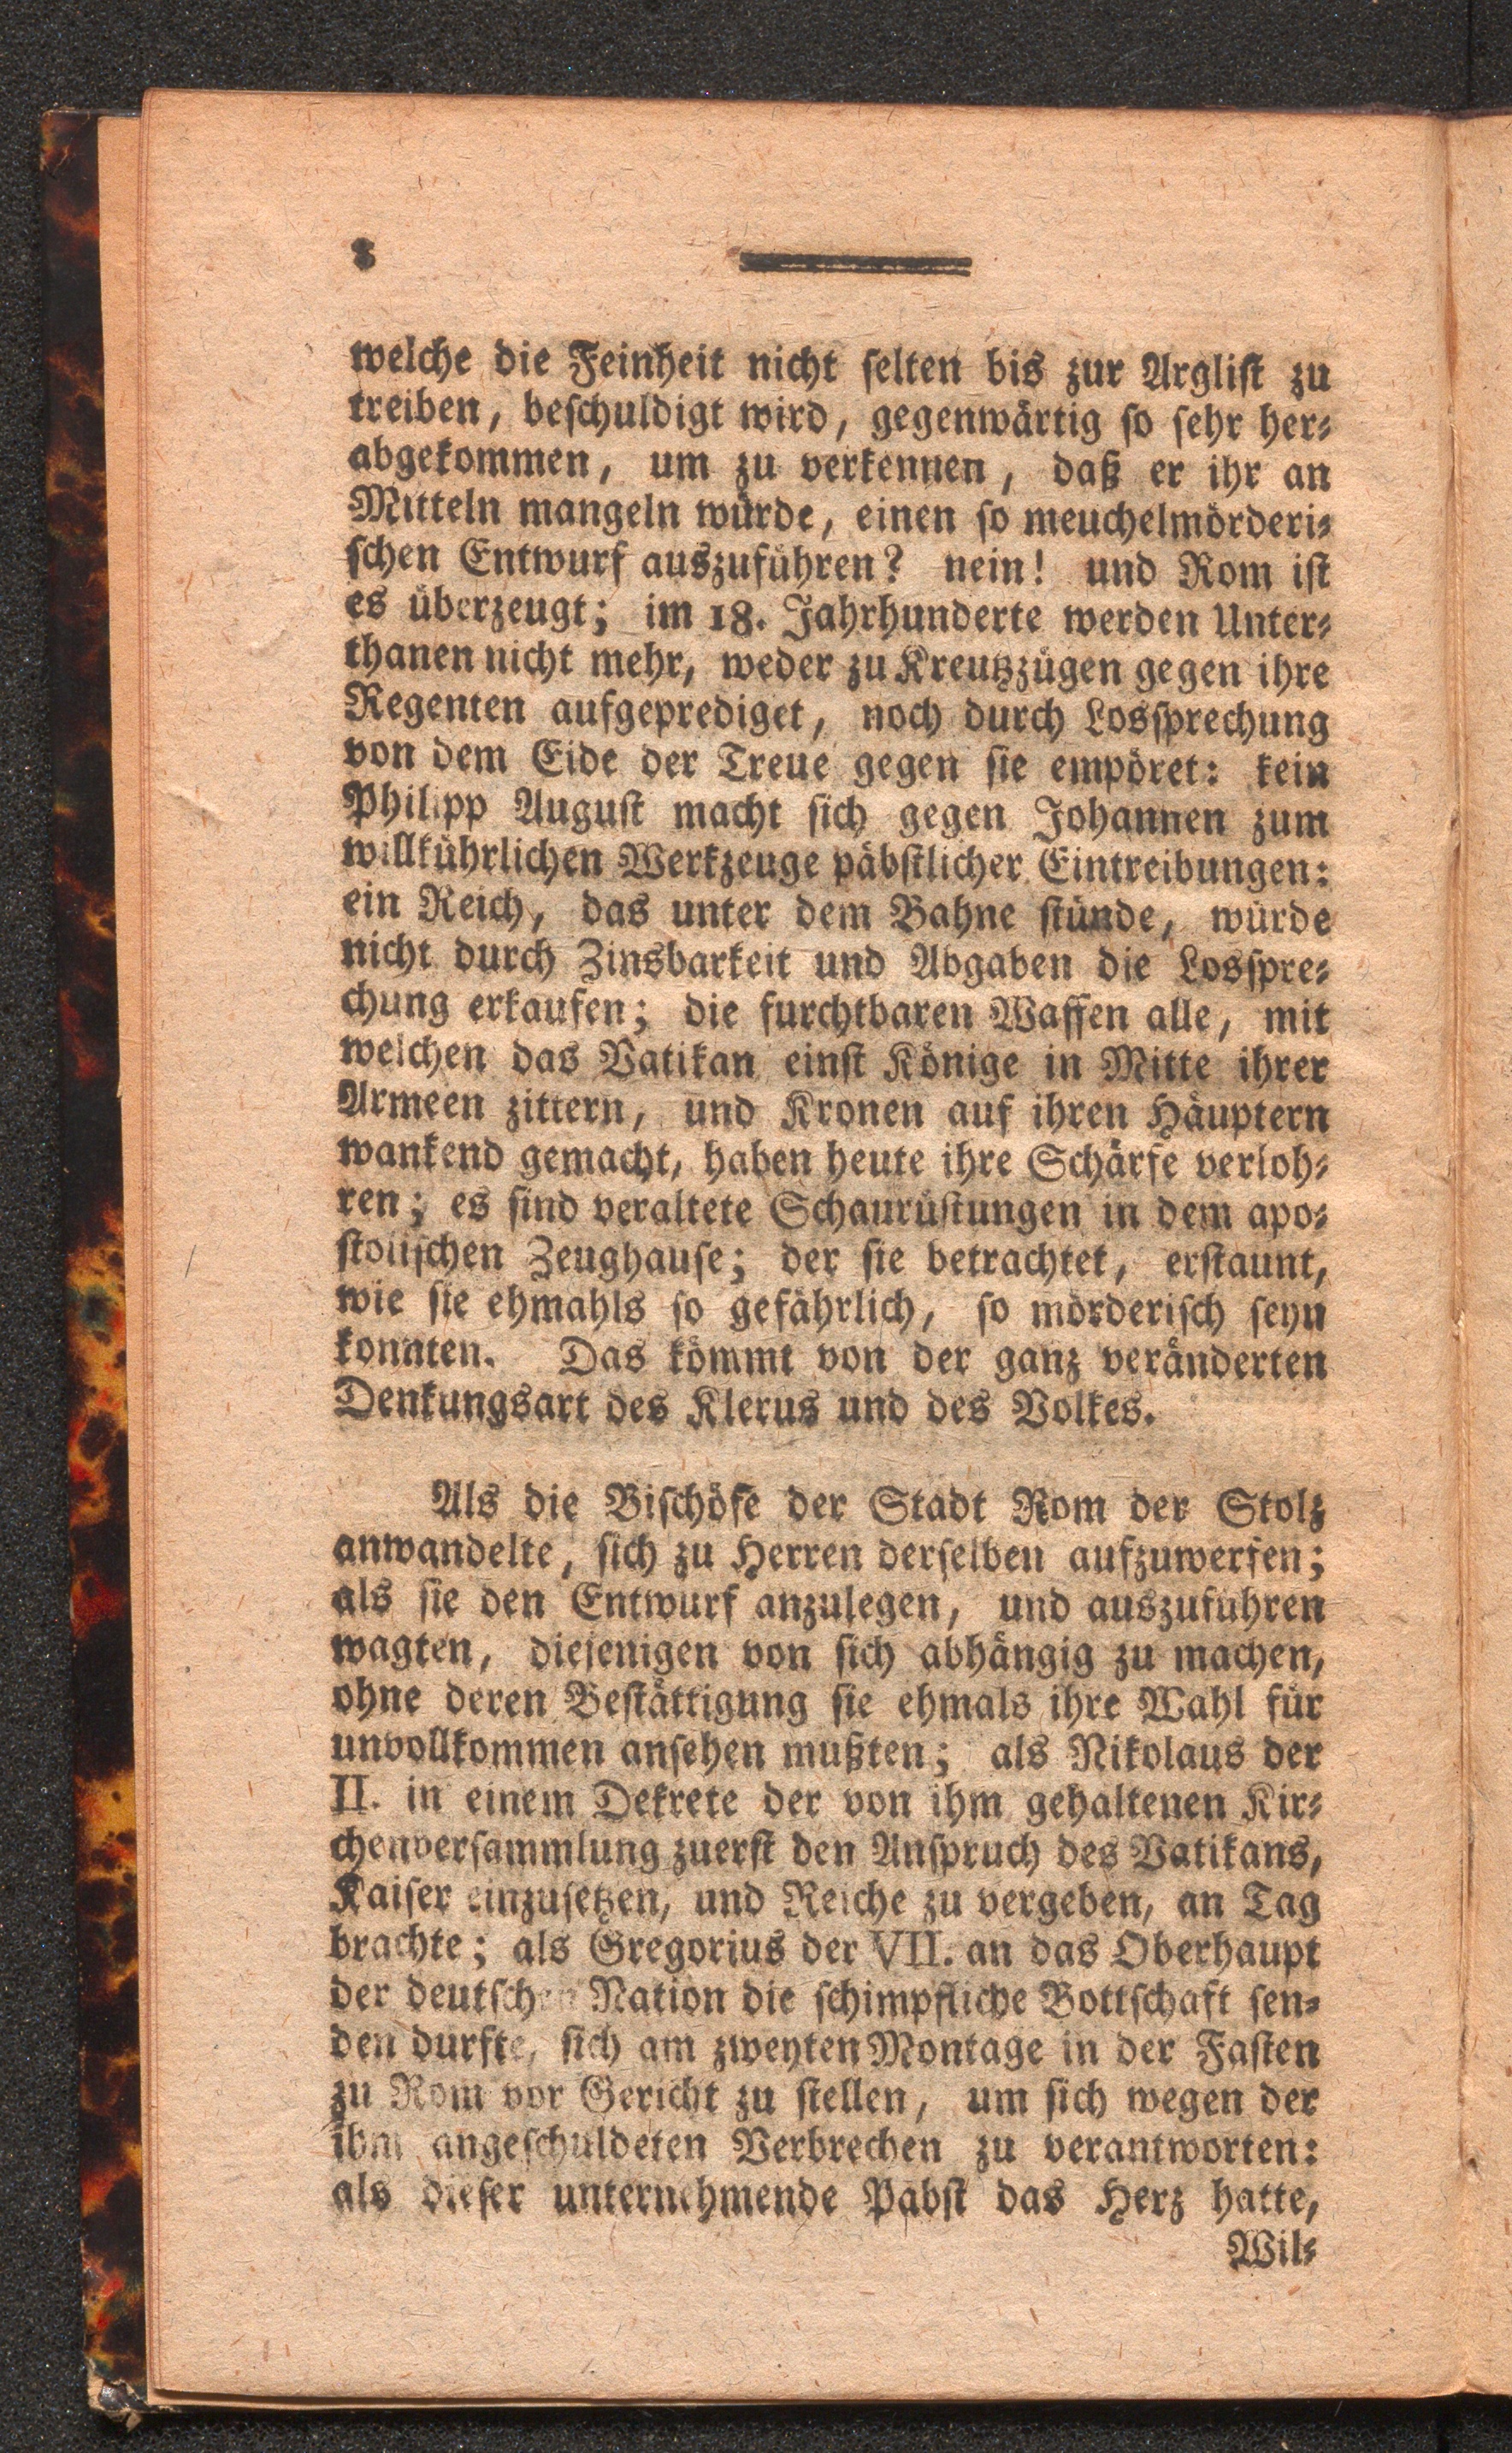 8
welche die Feinheit nicht selten bis zur Arglist zu
treiben, beschuldigt wird, gegenwärtig so sehr her-
abgekommen, um zu verkennen, daß er ihr an
Mitteln mangeln würde, einen so meuchelmörderi-
schen Entwurf auszuführen? nein! und Rom ist
es überzeugt; im 18. Jahrhunderte werden Unter-
thanen nicht mehr, weder zu Kreutzzügen gegen ihre
Regenten aufgeprediget, noch durch Lossprechung
von dem Eide der Treue gegen sie empöret: kein
Philipp August macht sich gegen Johannen zum
willkührlichen Werkzeuge päbstlicher Eintreibungen:
ein Reich, das unter dem Bahne stünde, würde
nicht durch Zinsbarkeit und Abgaben die Losspre-
chung erkaufen; die furchtbaren Waffen alle, mit
welchen das Vatikan einst Könige in Mitte ihrer
Armeen zittern, und Kronen auf ihren Häuptern
wankend gemacht, haben heute ihre Schärfe verloh-
ren; es sind veraltete Schaurüstungen in dem apo-
stolischen Zeughause; der sie betrachtet, erstaunt,
wie sie ehmahls so gefährlich, so mörderisch seyn
konnten. Das kömmt von der ganz veränderten
Denkungsart des Klerus und des Volkes.
Als die Bischöfe der Stadt Rom der Stolz
anwandelte, sich zu Herren derselben aufzuwerfen;
als sie den Entwurf anzulegen, und auszuführen
wagten, diejenigen von sich abhängig zu machen,
ohne deren Bestättigung sie ehmals ihre Wahl für
unvollkommen ansehen mußten; als Nikolaus der
II. in einem Dekrete der von ihm gehaltenen Kir-
chenversammlung zuerst den Anspruch des Vatikans,
Kaiser einzusetzen, und Reiche zu vergeben, an Tag
brachte; als Gregorius der VII. an das Oberhaupt
der deutschen Nation die schimpfliche Bottschaft sen-
den durfte, sich am zweyten Montage in der Fasten
zu Rom vor Gericht zu stellen, um sich wegen der
ihm angeschuldeten Verbrechen zu verantworten:
als dieser unternehmende Pabst das Herz hatte,
Wil-